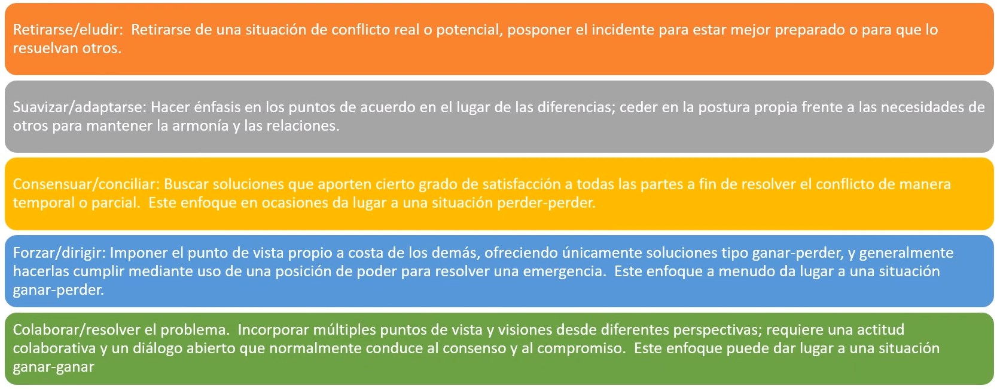 Retirarse/eludir:  Retirarse de una situación de conflicto real o potencial, posponer el incidente para estar mejor preparado o para que lo
resuelvan otros.
Suavizar/adaptarse: Hacer énfasis en los puntos de acuerdo en el lugar de las diferencias; ceder en la postura propia frente a las necesidades de
otros para mantener la armonía y las relaciones.
Consensuar/conciliar: Buscar soluciones que aporten cierto grado de satisfacción a todas las partes a fin de resolver el conflicto de manera
temporal o parcial.  Este enfoque en ocasiones da lugar a una situación perder-perder.
Forzar/dirigir: Imponer el punto de vista propio a costa de los demás, ofreciendo únicamente soluciones tipo ganar-perder, y generalmente
hacerlas cumplir mediante uso de una posición de poder para resolver una emergencia.  Este enfoque a menudo da lugar a una situación
ganar-perder.
Colaborar/resolver el problema.  Incorporar múltiples puntos de vista y visiones desde diferentes perspectivas; requiere una actitud
colaborativa y un diálogo abierto que normalmente conduce al consenso y al compromiso.  Este enfoque puede dar lugar a una situación
ganar-ganar